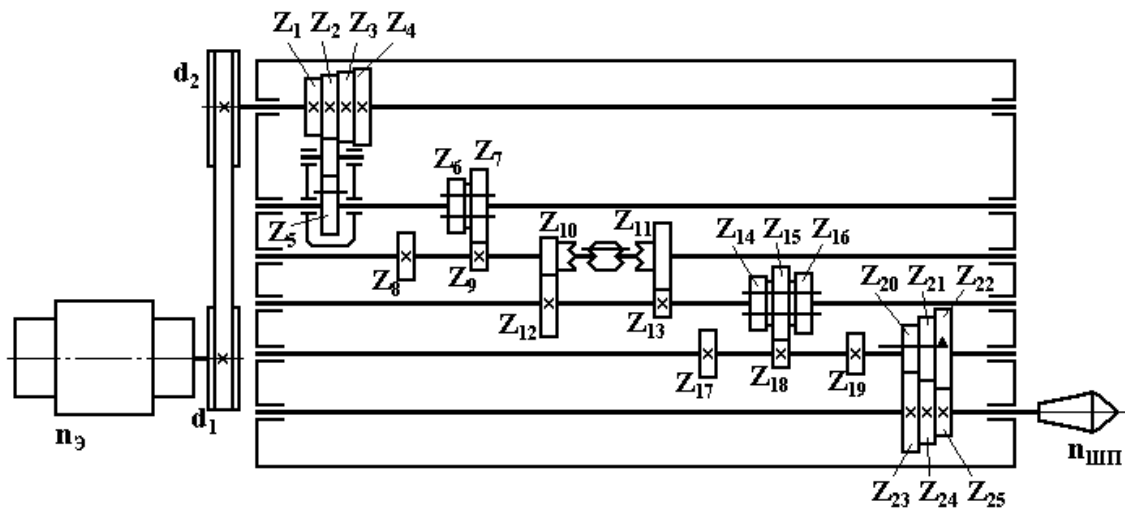 Z1 Z2 Z3 Z4
d2
Z6 Z7
Z5
Z10 Z11
Z14 Z15 Z16
Z8 Z9
Z20 Z21 Z22
Z12 Z13
Z17 Z18 Z19
d1
nЭ
nШП
Z23 Z24 Z25